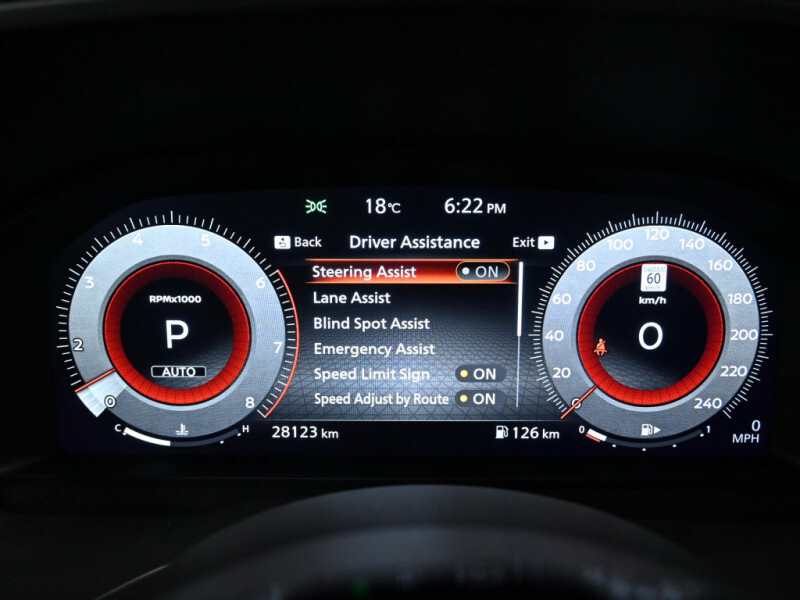 18°C 6:22 PM
Back Driver Assistance Exit
Steering Assist ON
Lane Assist
Blind Spot Assist
Emergency Assist
Speed Limit Sign ON
Speed Adjust by Route ON
28123 km 126 km
RPMx1000
P
AUTO
0 2 3 4 5 6 7 8
C H
60
km/h
0
0 20 40 60 80 100 120 140 160 180 200 220 240
0 1
0
MPH